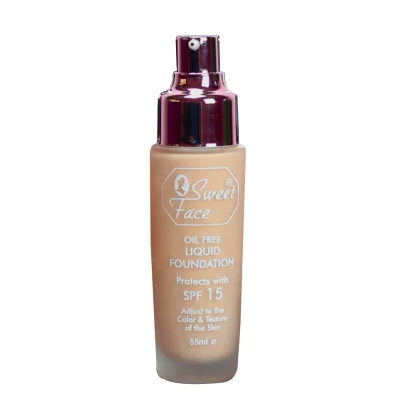 Sweet®
Face
OIL FREE
LIQUID
FOUNDATION
Protects with
SPF 15
Adjust to the
Color & Texture
of the Skin
55ml e